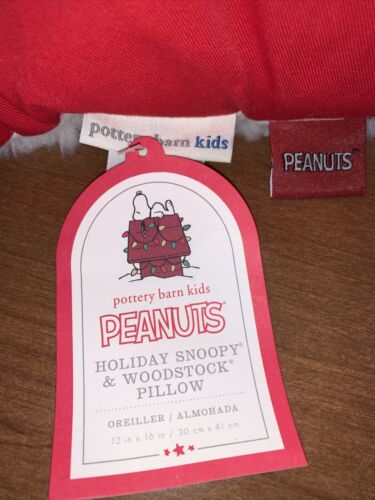 pottery barn kids
PEANUTS™
pottery barn kids
PEANUTS®
HOLIDAY SNOOPY®
& WOODSTOCK®
PILLOW
OREILLER / ALMOHADA
12 in x 16 in / 30 cm x 41 cm